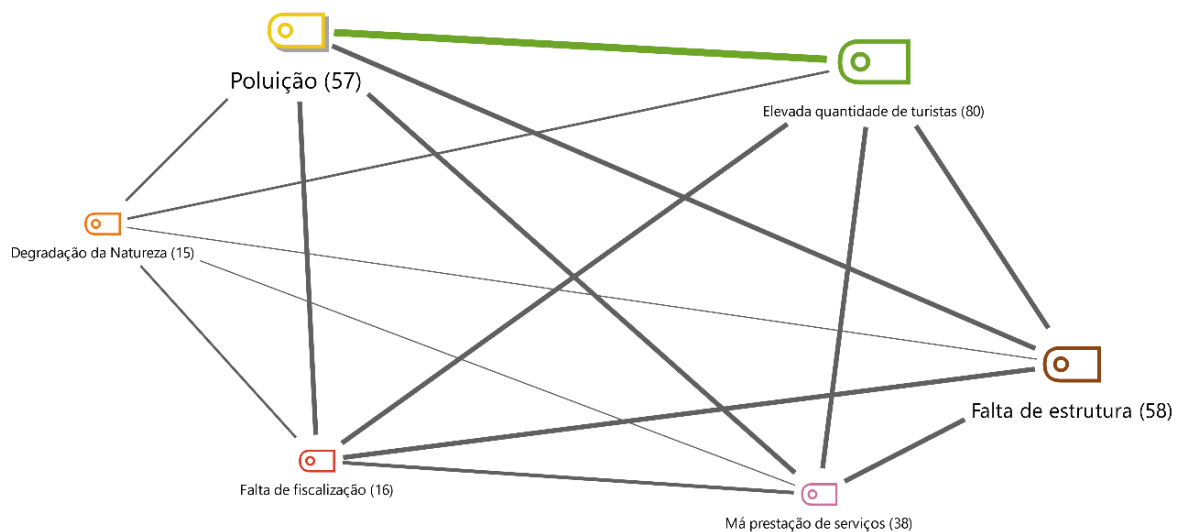 Poluição (57)
Elevada quantidade de turistas (80)
Degradação da Natureza (15)
Falta de estrutura (58)
Falta de fiscalização (16)
Má prestação de serviços (38)